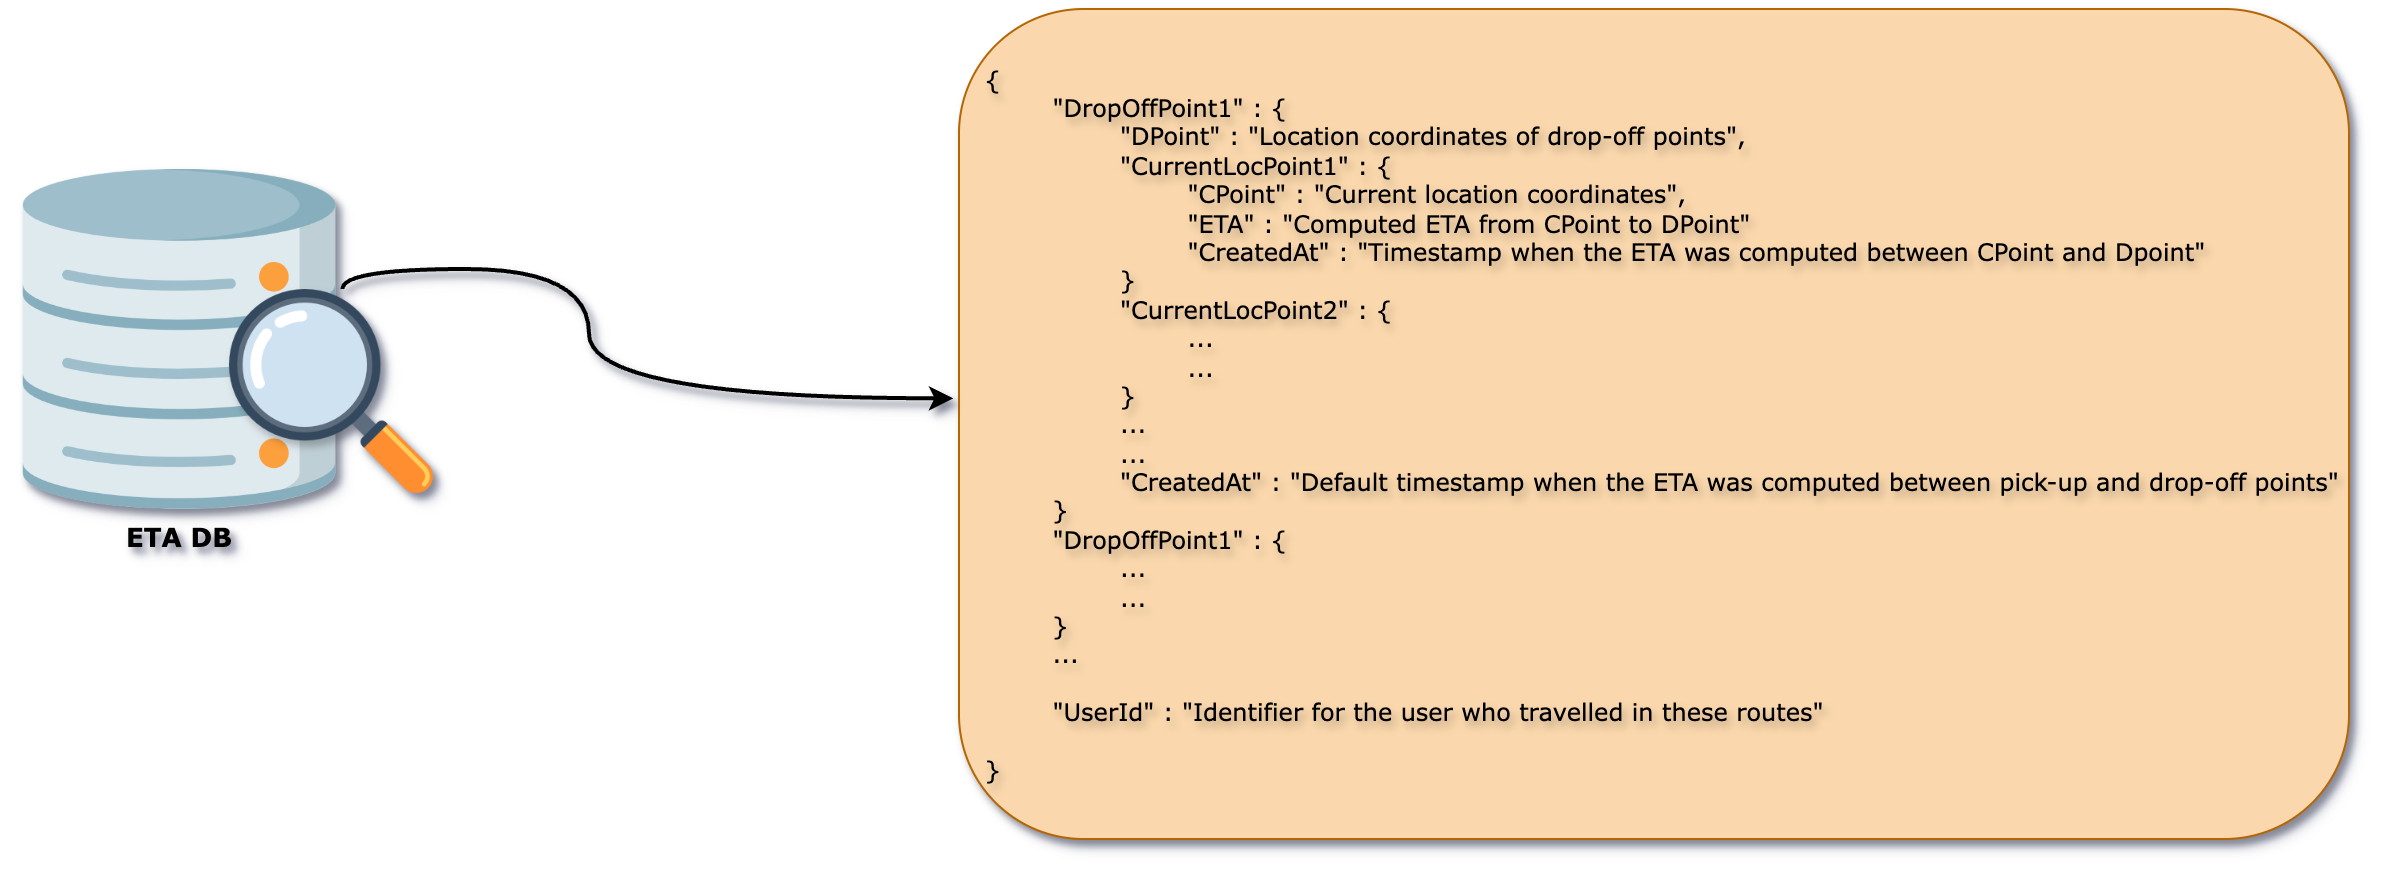 ETA DB
{
"DropOffPoint1" : {
"DPoint" : "Location coordinates of drop-off points",
"CurrentLocPoint1" : {
"CPoint" : "Current location coordinates",
"ETA" : "Computed ETA from CPoint to DPoint"
"CreatedAt" : "Timestamp when the ETA was computed between CPoint and Dpoint"
}
"CurrentLocPoint2" : {
...
...
}
...
...
"CreatedAt" : "Default timestamp when the ETA was computed between pick-up and drop-off points"
}
"DropOffPoint1" : {
...
...
}
...
"UserId" : "Identifier for the user who travelled in these routes"
}